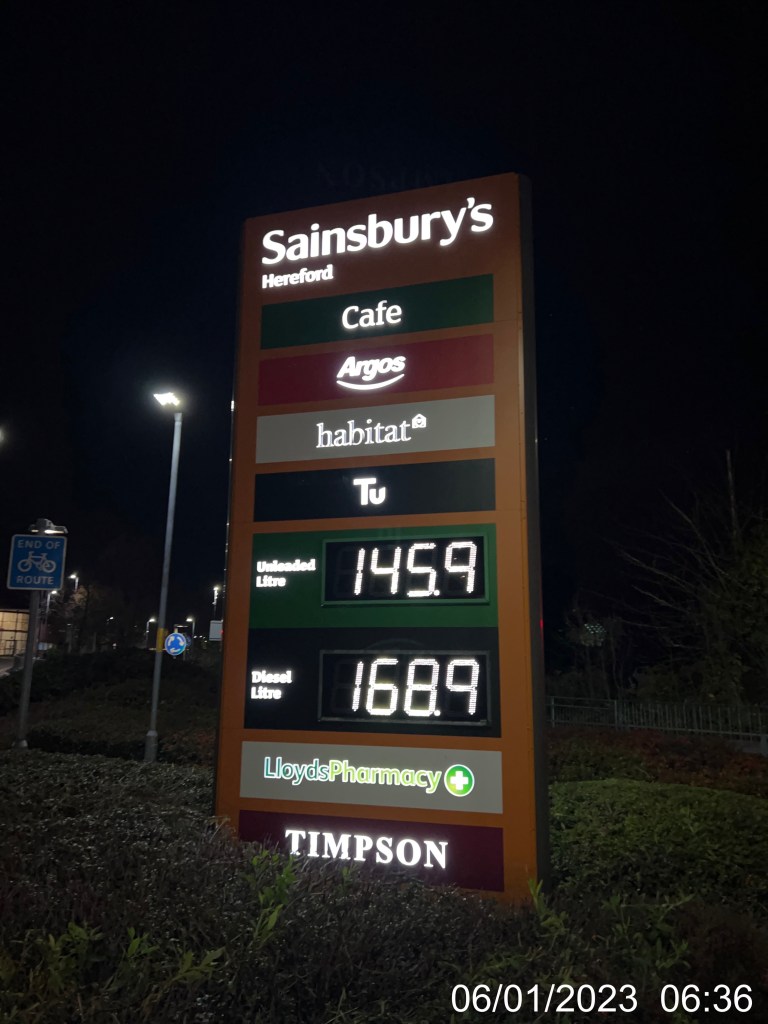 Sainsbury's
Hereford
Cafe
Argos
habitat
Tu
Unleaded
Litre
145.9
Diesel
Litre
168.9
LloydsPharmacy
TIMPSON
END OF
ROUTE
06/01/2023 06:36